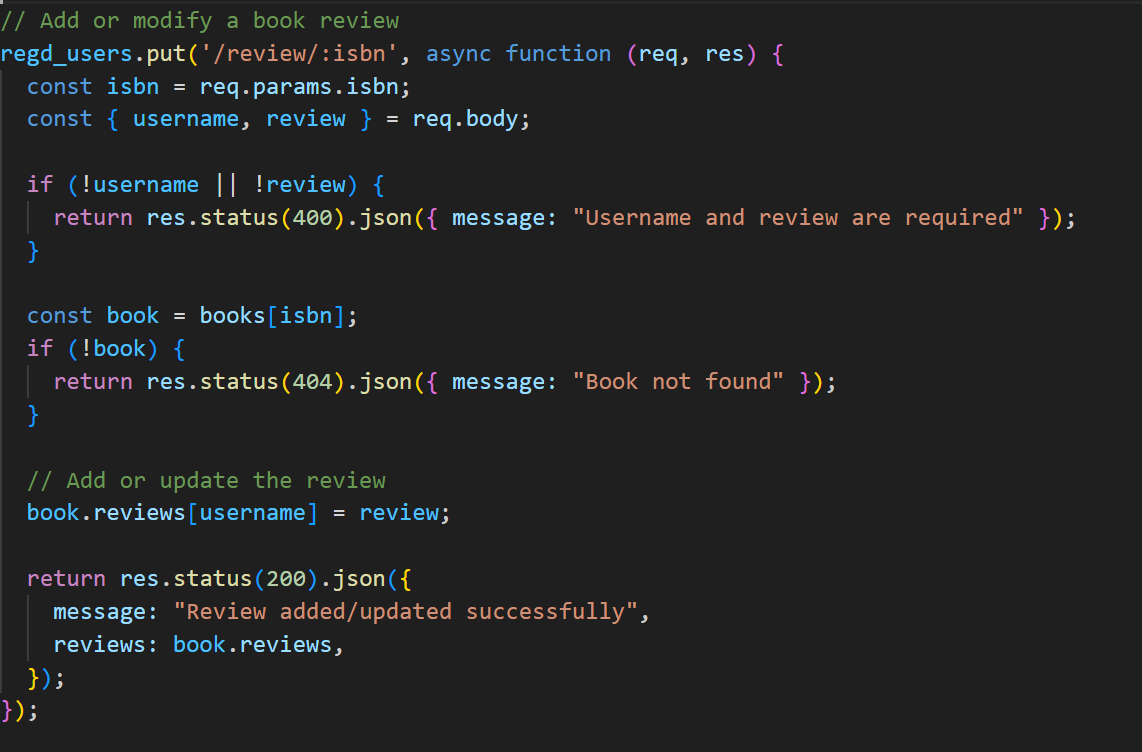 // Add or modify a book review
regd_users.put('/review/:isbn', async function (req, res) {
  const isbn = req.params.isbn;
  const { username, review } = req.body;

  if (!username || !review) {
    return res.status(400).json({ message: "Username and review are required" });
  }

  const book = books[isbn];
  if (!book) {
    return res.status(404).json({ message: "Book not found" });
  }

  // Add or update the review
  book.reviews[username] = review;

  return res.status(200).json({
    message: "Review added/updated successfully",
    reviews: book.reviews,
  });
});